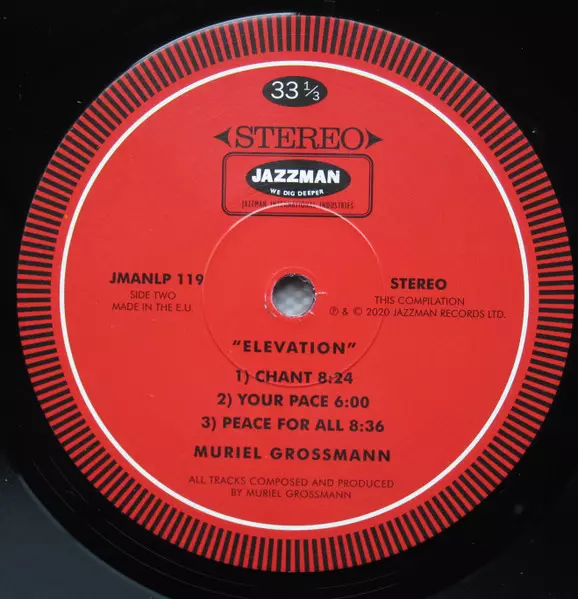 33 1/3
STEREO
JAZZMAN
WE DIG DEEPER
JAZZMAN INTERNATIONAL INDUSTRIES
JMANLP 119
SIDE TWO
MADE IN THE E.U.
STEREO
THIS COMPILATION
℗ & © 2020 JAZZMAN RECORDS LTD.
"ELEVATION"
1) CHANT 8:24
2) YOUR PACE 6:00
3) PEACE FOR ALL 8:36
MURIEL GROSSMANN
ALL TRACKS COMPOSED AND PRODUCED
BY MURIEL GROSSMANN